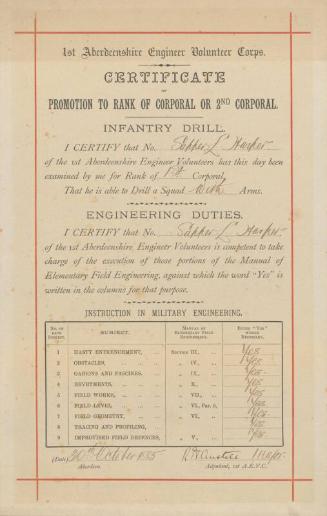 1st Aberdeenshire Engineer Volunteer Corps.
CERTIFICATE
OF
PROMOTION TO RANK OF CORPORAL OR 2ND CORPORAL.
INFANTRY DRILL.
I CERTIFY that No. Sapper L. Harper
of the 1st Aberdeenshire Engineer Volunteers has this day been
examined by me for Rank of 1st Corporal,
That he is able to Drill a Squad With Arms.
ENGINEERING DUTIES.
I CERTIFY that No. Sapper L. Harper
of the 1st Aberdeenshire Engineer Volunteers is competent to take
charge of the execution of those portions of the Manual of
Elementary Field Engineering, against which the word "Yes" is
written in the columns for that purpose.
INSTRUCTION IN MILITARY ENGINEERING.
No. of SUBJECT. MANUAL OF ELEMENTARY FIELD ENGINEERING. ENTER "YES" WHERE NECESSARY.
1 HASTY ENTRENCHMENT, Section III., Yes
2 OBSTACLES, " IV., Yes
3 GABIONS AND FASCINES, " IX., Yes
4 REVETMENTS, " X., Yes
5 FIELD WORKS, " VII., Yes
6 FIELD LEVEL, " VI., Par. 9, Yes
7 FIELD GEOMETRY, " VI., Yes
8 TRACING AND PROFILING, Yes
9 IMPROVISED FIELD DEFENCES, " V., Yes
(Date) 20th October 1885
Major
Aberdeen Adjutant, 1st A.E.V.C.